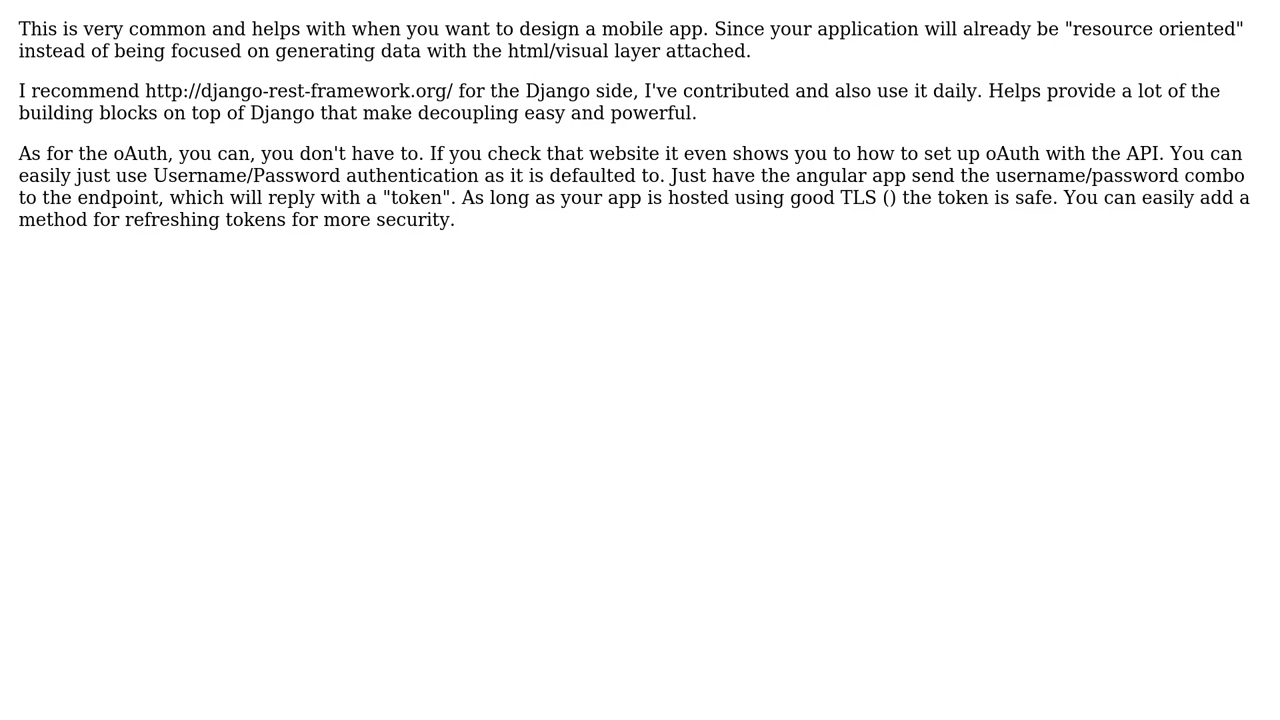 This is very common and helps with when you want to design a mobile app. Since your application will already be "resource oriented"
instead of being focused on generating data with the html/visual layer attached.
I recommend http://django-rest-framework.org/ for the Django side, I've contributed and also use it daily. Helps provide a lot of the
building blocks on top of Django that make decoupling easy and powerful.
As for the oAuth, you can, you don't have to. If you check that website it even shows you to how to set up oAuth with the API. You can
easily just use Username/Password authentication as it is defaulted to. Just have the angular app send the username/password combo
to the endpoint, which will reply with a "token". As long as your app is hosted using good TLS () the token is safe. You can easily add a
method for refreshing tokens for more security.